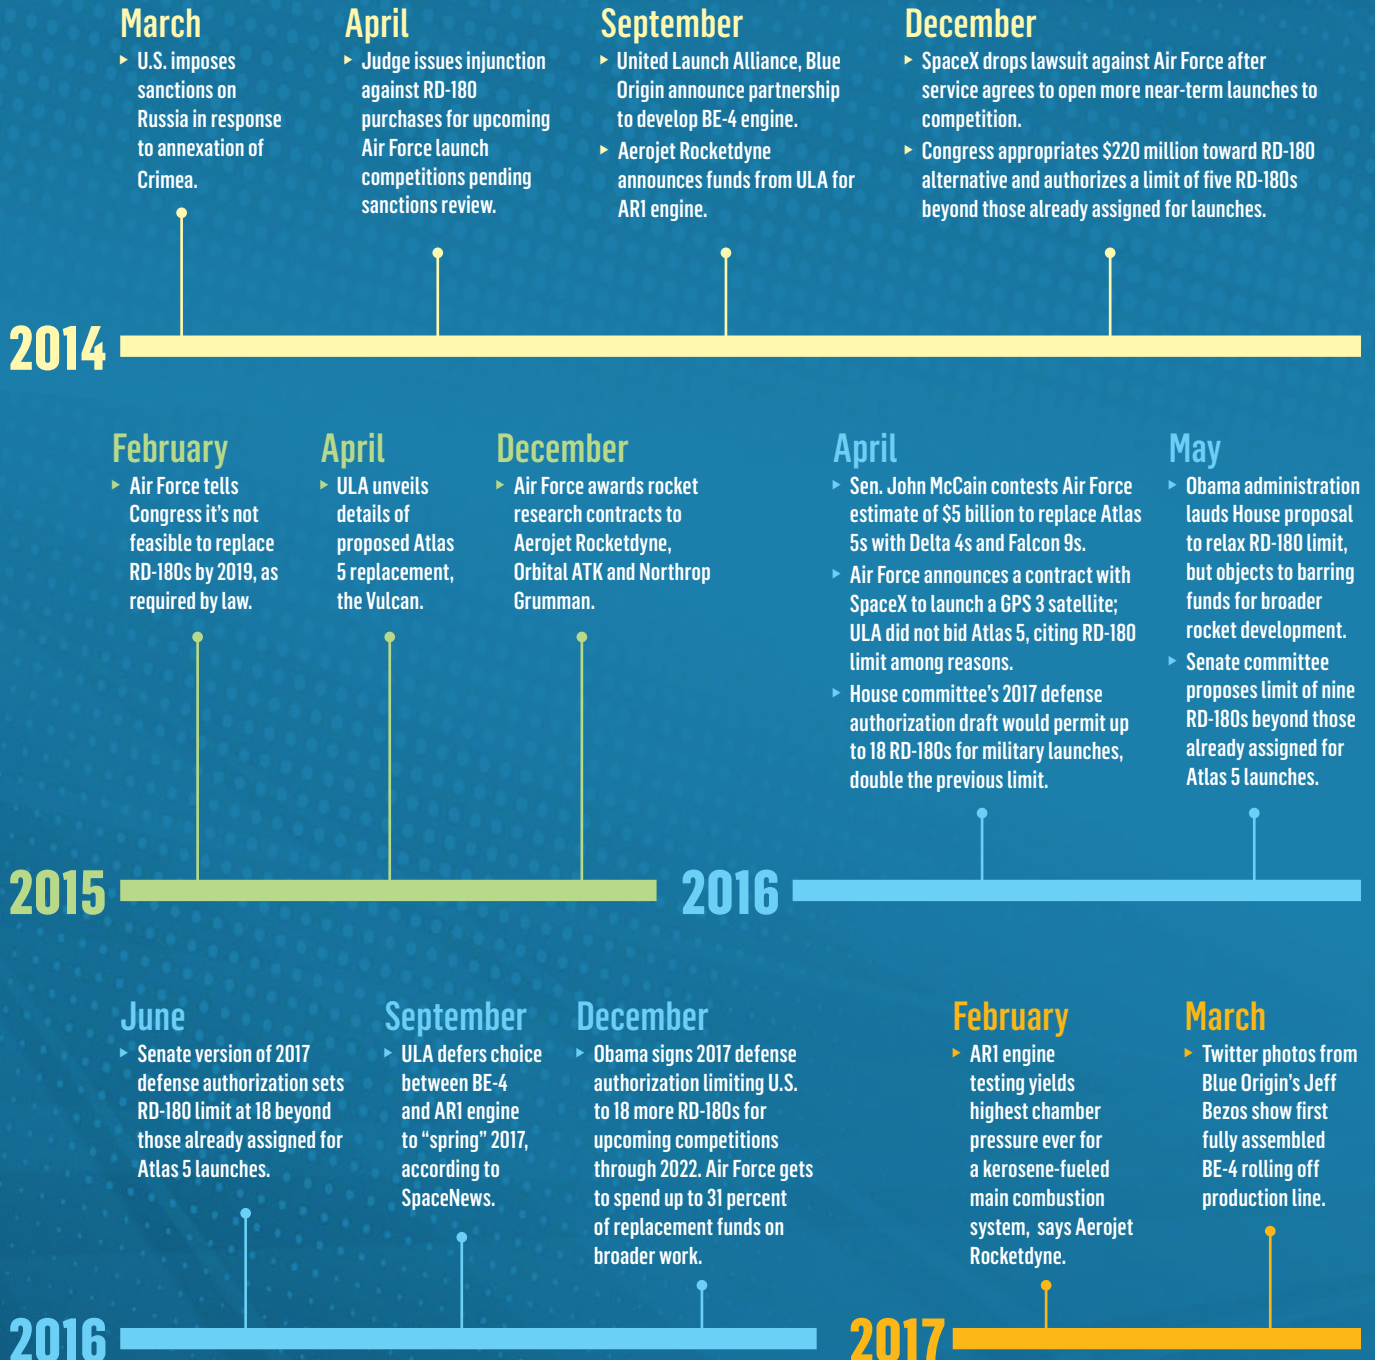 March
▸ U.S. imposes
sanctions on
Russia in response
to annexation of
Crimea.
April
▸ Judge issues injunction
against RD-180
purchases for upcoming
Air Force launch
competitions pending
sanctions review.
September
▸ United Launch Alliance, Blue
Origin announce partnership
to develop BE-4 engine.
▸ Aerojet Rocketdyne
announces funds from ULA for
AR1 engine.
December
▸ SpaceX drops lawsuit against Air Force after
service agrees to open more near-term launches to
competition.
▸ Congress appropriates $220 million toward RD-180
alternative and authorizes a limit of five RD-180s
beyond those already assigned for launches.
2014
February
▸ Air Force tells
Congress it's not
feasible to replace
RD-180s by 2019, as
required by law.
April
▸ ULA unveils
details of
proposed Atlas
5 replacement,
the Vulcan.
December
▸ Air Force awards rocket
research contracts to
Aerojet Rocketdyne,
Orbital ATK and Northrop
Grumman.
2015
April
▸ Sen. John McCain contests Air Force
estimate of $5 billion to replace Atlas
5s with Delta 4s and Falcon 9s.
▸ Air Force announces a contract with
SpaceX to launch a GPS 3 satellite;
ULA did not bid Atlas 5, citing RD-180
limit among reasons.
▸ House committee's 2017 defense
authorization draft would permit up
to 18 RD-180s for military launches,
double the previous limit.
May
▸ Obama administration
lauds House proposal
to relax RD-180 limit,
but objects to barring
funds for broader
rocket development.
▸ Senate committee
proposes limit of nine
RD-180s beyond those
already assigned for
Atlas 5 launches.
2016
June
▸ Senate version of 2017
defense authorization sets
RD-180 limit at 18 beyond
those already assigned for
Atlas 5 launches.
September
▸ ULA defers choice
between BE-4
and AR1 engine
to “spring” 2017,
according to
SpaceNews.
December
▸ Obama signs 2017 defense
authorization limiting U.S.
to 18 more RD-180s for
upcoming competitions
through 2022. Air Force gets
to spend up to 31 percent
of replacement funds on
broader work.
2016
February
▸ AR1 engine
testing yields
highest chamber
pressure ever for
a kerosene-fueled
main combustion
system, says Aerojet
Rocketdyne.
March
▸ Twitter photos from
Blue Origin's Jeff
Bezos show first
fully assembled
BE-4 rolling off
production line.
2017